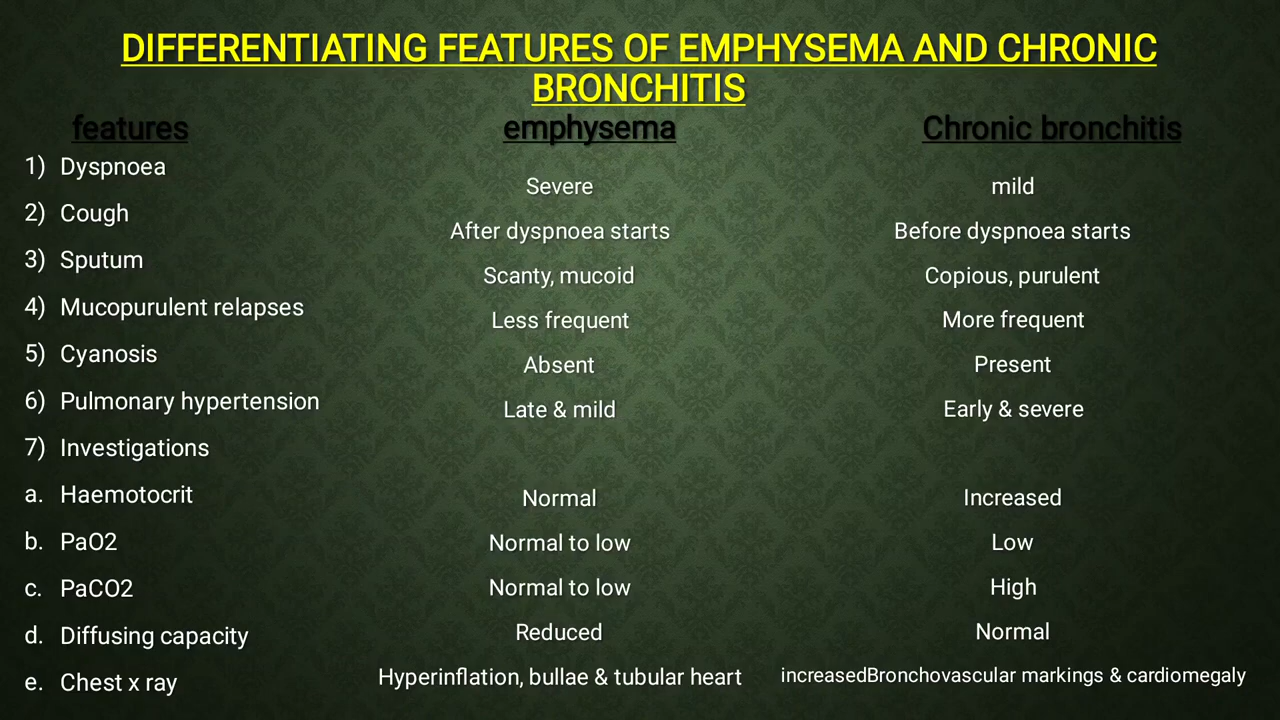 DIFFERENTIATING FEATURES OF EMPHYSEMA AND CHRONIC
BRONCHITIS
features emphysema Chronic bronchitis
1) Dyspnoea Severe mild
2) Cough After dyspnoea starts Before dyspnoea starts
3) Sputum Scanty, mucoid Copious, purulent
4) Mucopurulent relapses Less frequent More frequent
5) Cyanosis Absent Present
6) Pulmonary hypertension Late & mild Early & severe
7) Investigations
a. Haemotocrit Normal Increased
b. PaO2 Normal to low Low
c. PaCO2 Normal to low High
d. Diffusing capacity Reduced Normal
e. Chest x ray Hyperinflation, bullae & tubular heart increasedBronchovascular markings & cardiomegaly